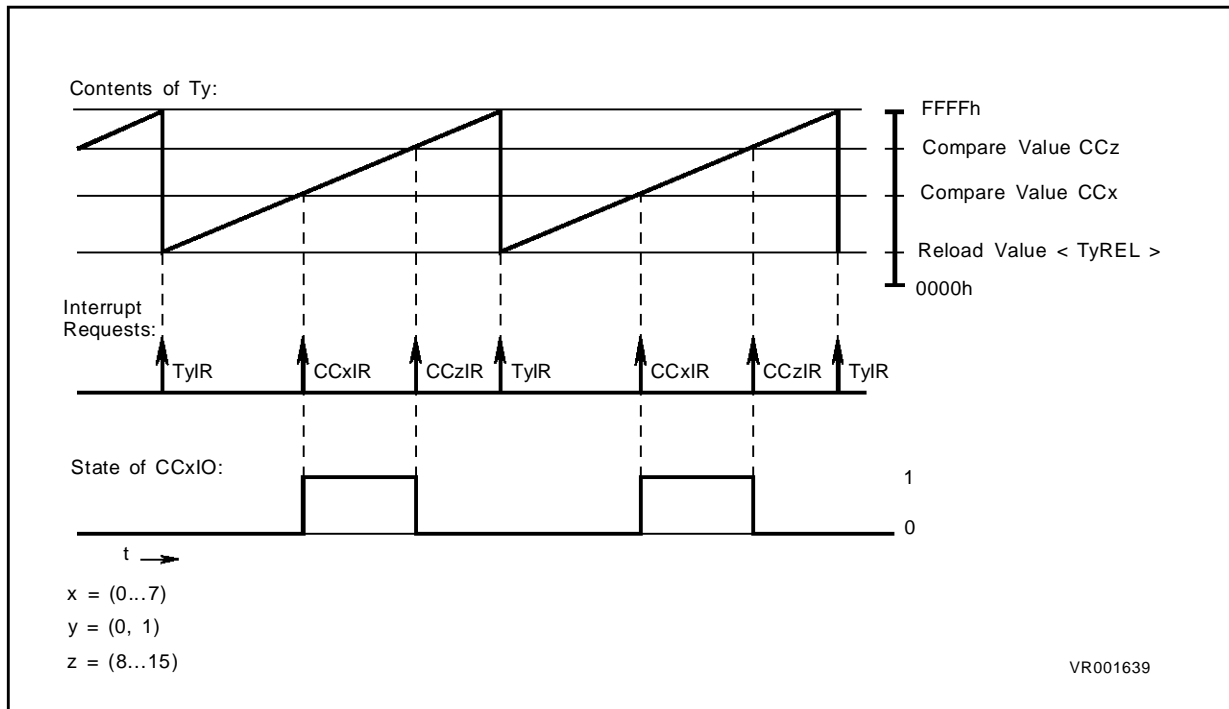 Contents of Ty:
FFFFh
Compare Value CCz
Compare Value CCx
Reload Value < TyREL >
0000h
Interrupt
Requests:
TyIR CCxIR CCzIR TyIR CCxIR CCzIR TyIR
State of CCxIO:
1
0
t
x = (0...7)
y = (0, 1)
z = (8...15)
VR001639